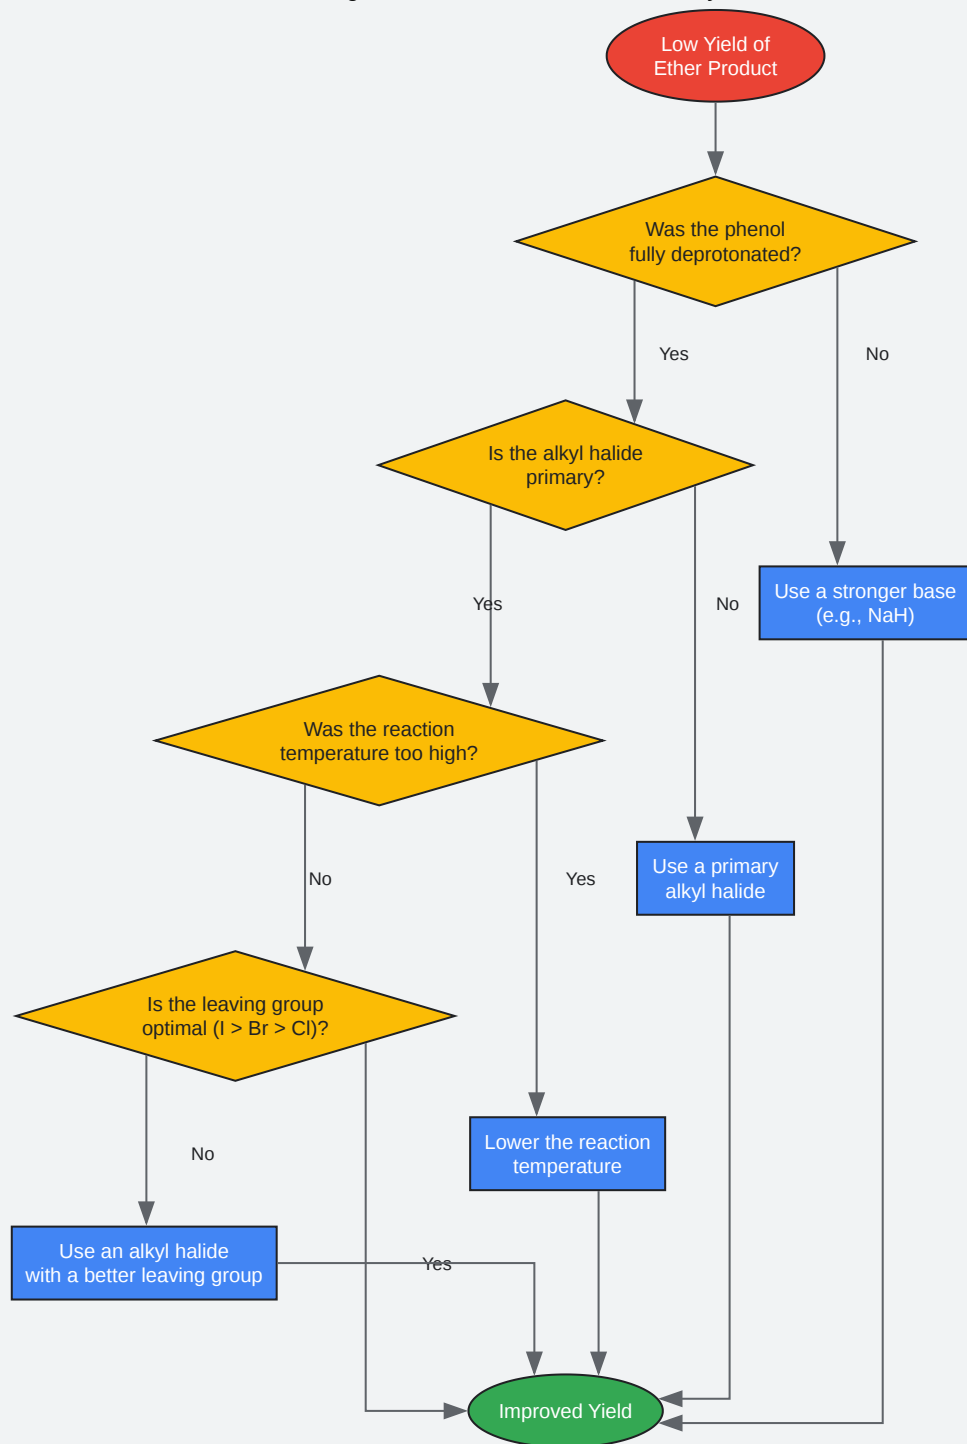 Low Yield of
Ether Product
Was the phenol
fully deprotonated?
Yes
No
Is the alkyl halide
primary?
Yes
No
Use a stronger base
(e.g., NaH)
Was the reaction
temperature too high?
No
Yes
Use a primary
alkyl halide
Is the leaving group
optimal (I > Br > Cl)?
No
Lower the reaction
temperature
Use an alkyl halide
with a better leaving group
Yes
Improved Yield